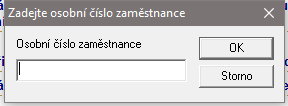 Zadejte osobní číslo zaměstnance
Osobní číslo zaměstnance
OK
Storno